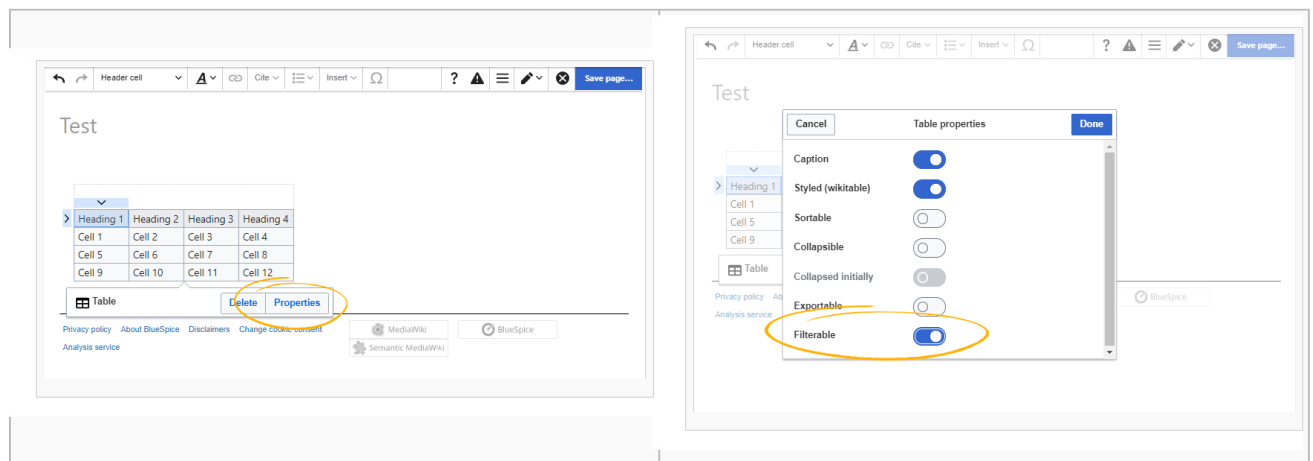 Header cell A Cite Insert Ω ? Save page...
Test
Heading 1 Heading 2 Heading 3 Heading 4
Cell 1 Cell 2 Cell 3 Cell 4
Cell 5 Cell 6 Cell 7 Cell 8
Cell 9 Cell 10 Cell 11 Cell 12
Table Delete Properties
Privacy policy About BlueSpice Disclaimers Change cookie consent
Analysis service
MediaWiki BlueSpice
Semantic MediaWiki
Header cell A Cite Insert Ω ? Save page...
Test
Cancel Table properties Done
Caption
Styled (wikitable)
Sortable
Collapsible
Collapsed initially
Exportable
Filterable
Heading 1
Cell 1
Cell 5
Cell 9
Table
Privacy policy Ab
Analysis service
BlueSpice